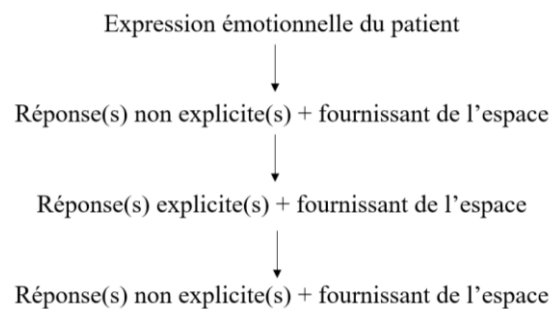 Expression émotionnelle du patient
Réponse(s) non explicite(s) + fournissant de l’espace
Réponse(s) explicite(s) + fournissant de l’espace
Réponse(s) non explicite(s) + fournissant de l’espace